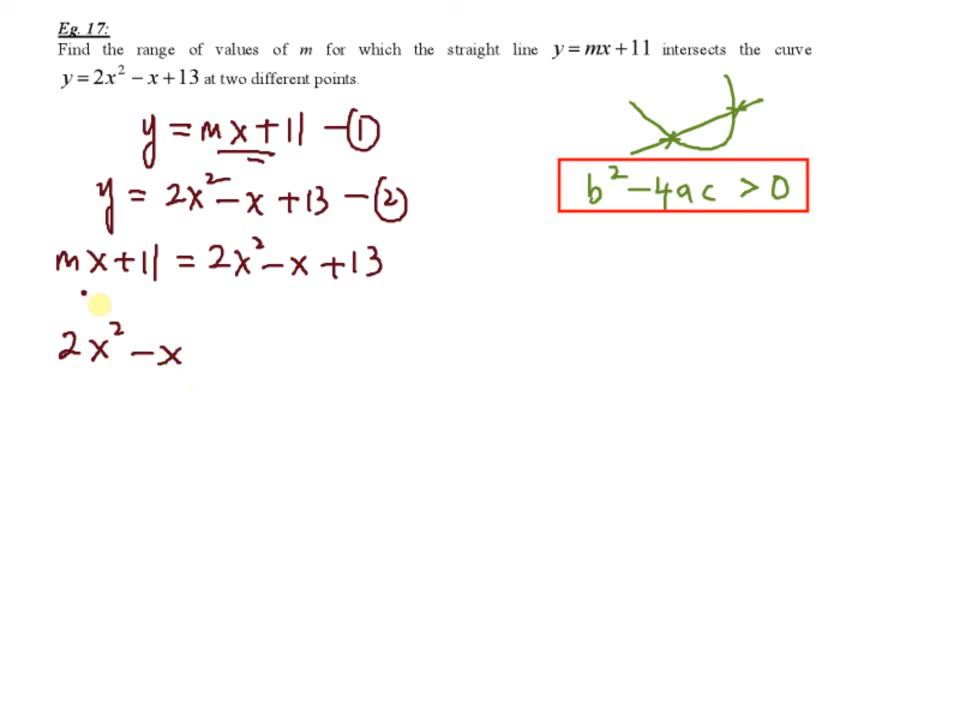 Eg. 17:
Find the range of values of m for which the straight line y = mx + 11 intersects the curve
y = 2x² − x + 13 at two different points.
y = mx + 11 − ①
y = 2x² − x + 13 − ②
b² − 4ac > 0
mx + 11 = 2x² − x + 13
2x² − x